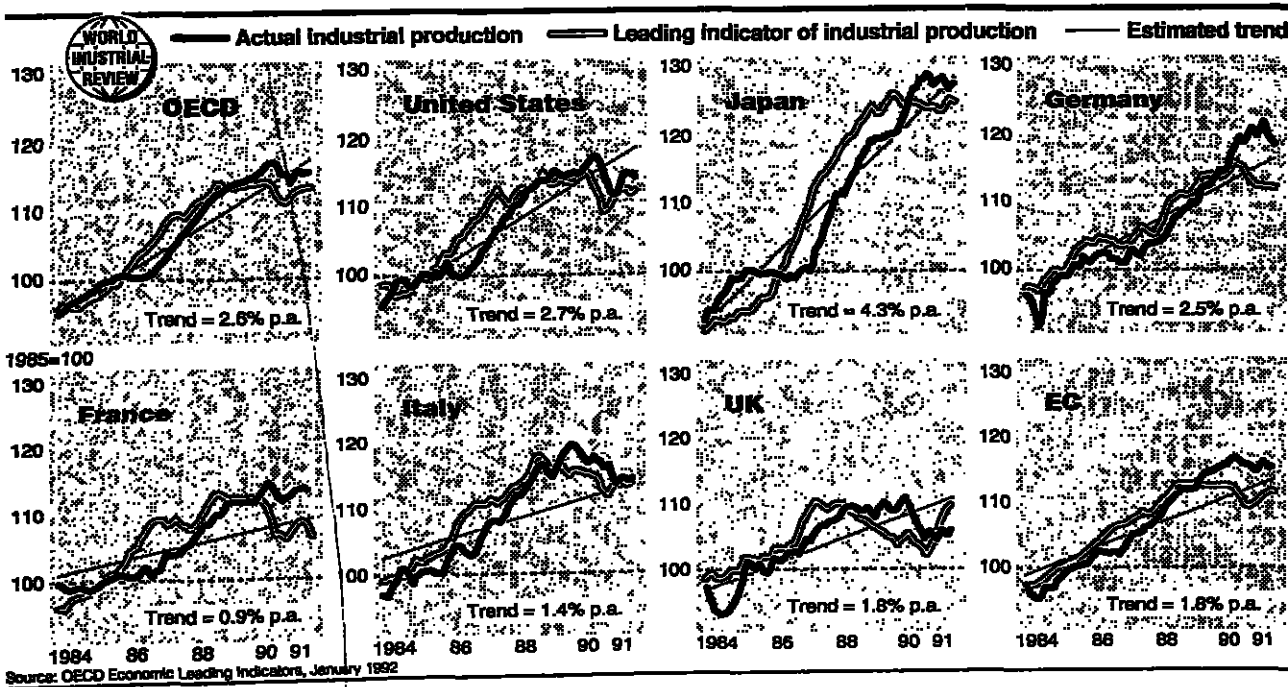 WORLD
INUSTRIAL
REVIEW
Actual industrial production Leading indicator of industrial production Estimated trend
130 130 130 130
OECD United States Japan Germany
120 120 120 120
110 110 110 110
100 100 100 100
Trend = 2.6% p.a. Trend = 2.7% p.a. Trend = 4.3% p.a. Trend = 2.5% p.a.
1985=100
130 130 130 130
France Italy UK EC
120 120 120 120
110 110 110 110
100 100 100 100
Trend = 0.9% p.a. Trend = 1.4% p.a. Trend = 1.8% p.a. Trend = 1.8% p.a.
1984 86 88 90 91 1984 86 88 90 91 1984 86 88 90 91 1984 86 88 90 91
Source: OECD Economic Leading Indicators, January 1992